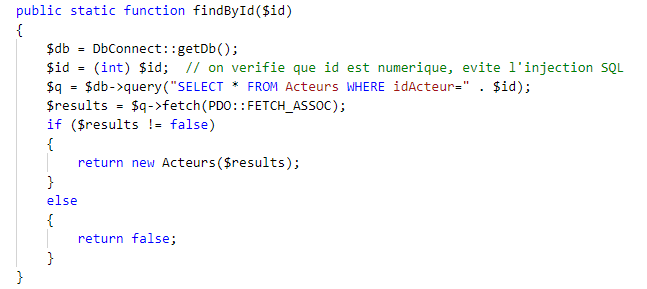 public static function findById($id)
{
    $db = DbConnect::getDb();
    $id = (int) $id;  // on verifie que id est numerique, evite l'injection SQL
    $q = $db->query("SELECT * FROM Acteurs WHERE idActeur=" . $id);
    $results = $q->fetch(PDO::FETCH_ASSOC);
    if ($results != false)
    {
        return new Acteurs($results);
    }
    else
    {
        return false;
    }
}